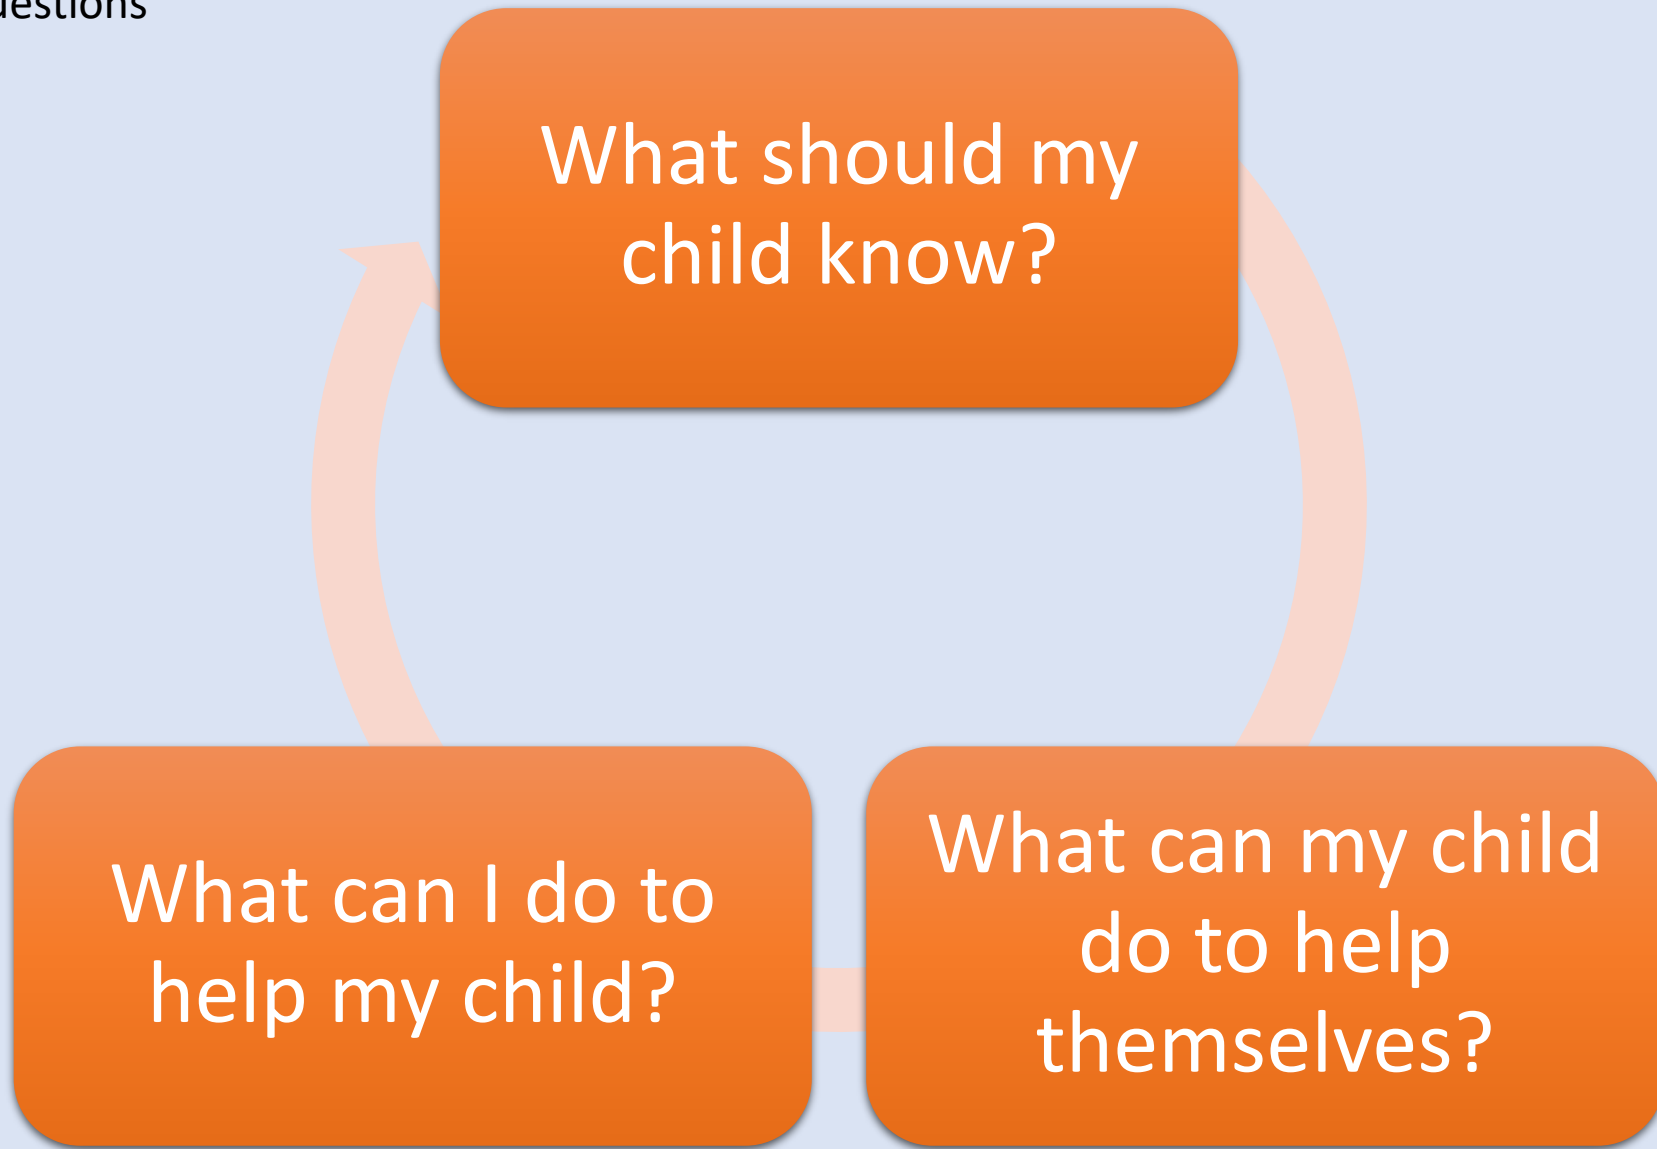 What should my
child know?
What can I do to
help my child?
What can my child
do to help
themselves?